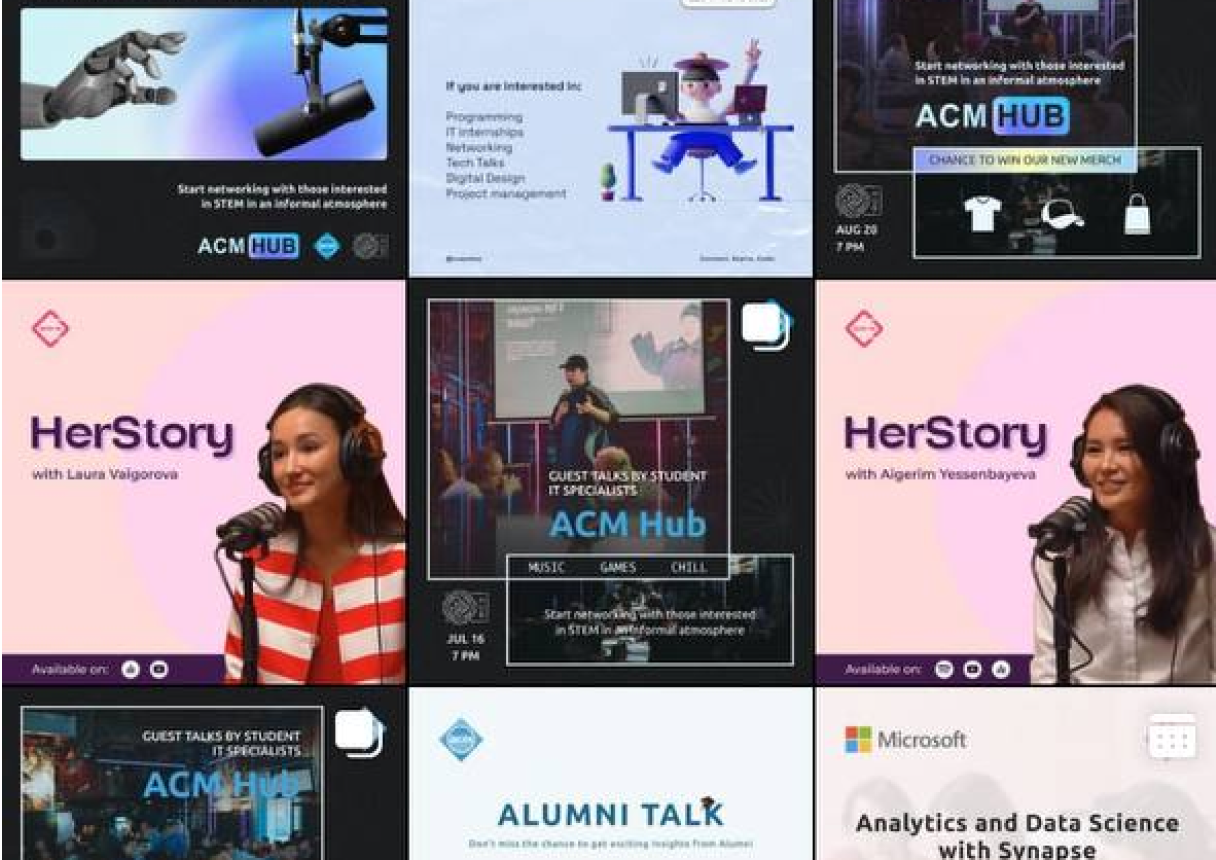 Start networking with those interested
in STEM in an informal atmosphere
ACM HUB
If you are interested in:
Programming
IT internships
Networking
Tech Talks
Digital Design
Project management
Start networking with those interested
in STEM in an informal atmosphere
ACM HUB
CHANCE TO WIN OUR NEW MERCH
AUG 20
7 PM
HerStory
with Laura Vaigorova
Available on:
GUEST TALKS BY STUDENT
IT SPECIALISTS
ACM Hub
MUSIC GAMES CHILL
Start networking with those interested
in STEM in an informal atmosphere
JUL 16
7 PM
HerStory
with Aigerim Yessenbayeva
Available on:
GUEST TALKS BY STUDENT
IT SPECIALISTS
ACM Hub
ALUMNI TALK
Don't miss the chance to get exciting insights from Alumni
Microsoft
Analytics and Data Science
with Synapse